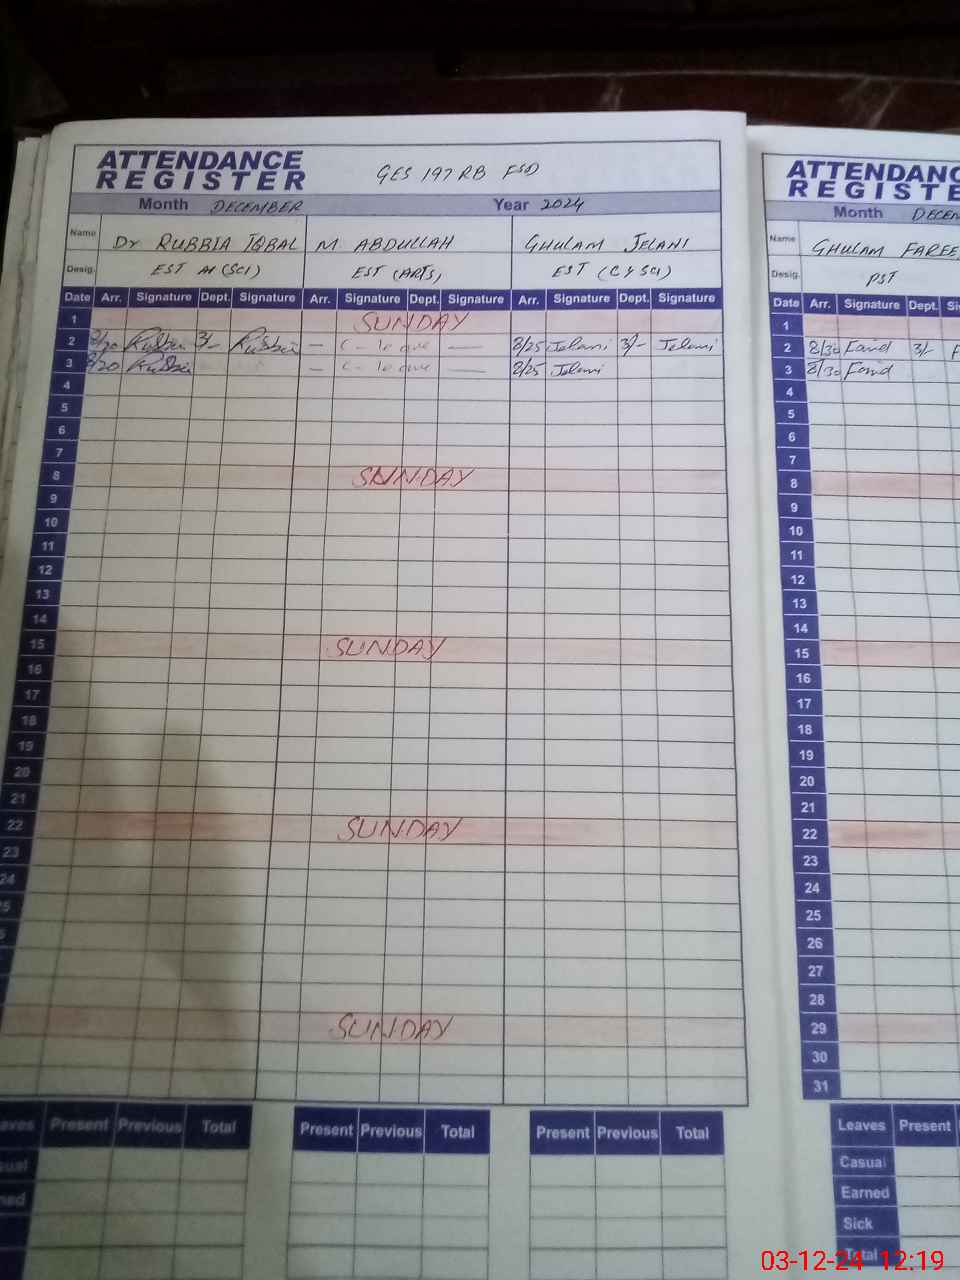 ATTENDANCE REGISTER GES 197 RB FSD
Month DECEMBER Year 2024
Name Dr RUBBIA IQBAL M ABDULLAH GHULAM JELANI
Desig. EST (SCI) EST (ARTS) EST (C SCI)
Date Arr. Signature Dept. Signature Arr. Signature Dept. Signature Arr. Signature Dept. Signature
1 SUNDAY
2 8/20 Rubbia 3/- Rubbia — C-leave — 8/25 Jelani 3/- Jelani
3 8/20 Rubbia — C-leave — 8/25 Jelani
4
5
6
7
8 SUNDAY
9
10
11
12
13
14
15 SUNDAY
16
17
18
19
20
21
22 SUNDAY
23
24
SUNDAY
Present Previous Total Present Previous Total Present Previous Total
ATTENDANC
REGISTE
Month DECEM
Name GHULAM FAREE
Desig. PST
Date Arr. Signature Dept. Si
1
2 8/30 Farid 3/- F
3 8/30 Farid
4
5
6
7
8
9
10
11
12
13
14
15
16
17
18
19
20
21
22
23
24
25
26
27
28
29
30
31
Leaves Present
Casual
Earned
Sick
Total
03-12-24 12:19